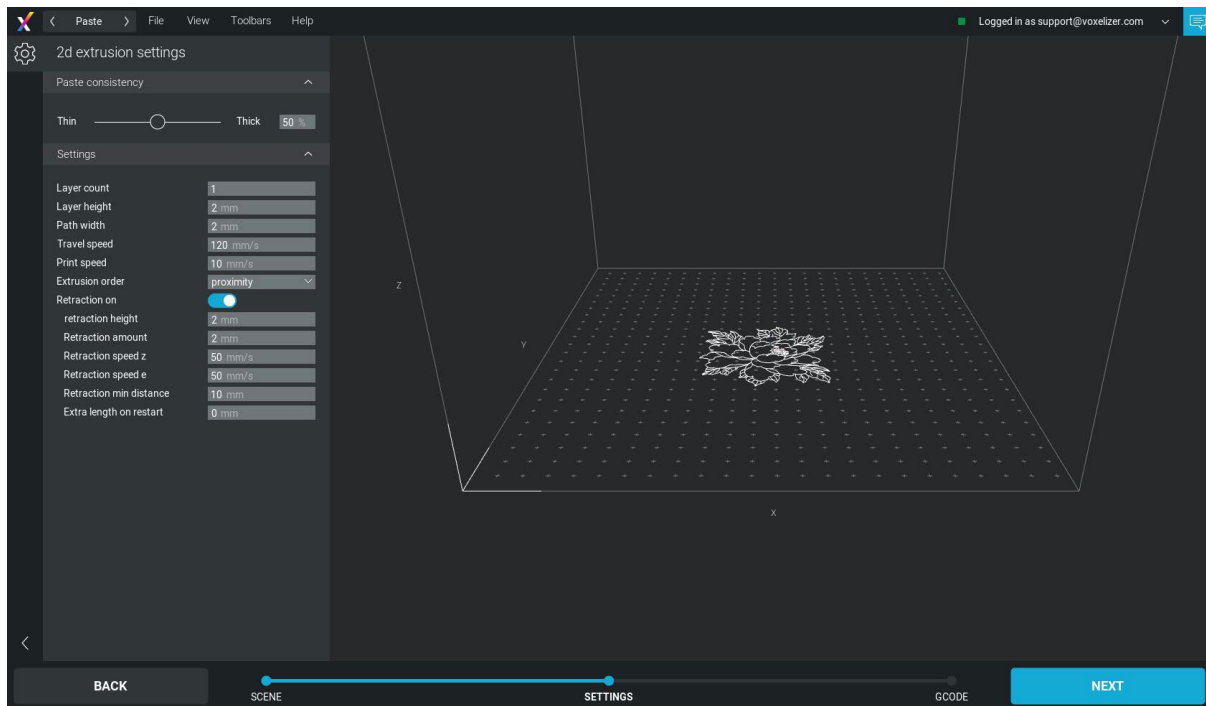 Paste File View Toolbars Help Logged in as support@voxelizer.com
2d extrusion settings
Paste consistency
Thin Thick 50 %
Settings
Layer count 1
Layer height 2 mm
Path width 2 mm
Travel speed 120 mm/s
Print speed 10 mm/s
Extrusion order proximity
Retraction on
retraction height 2 mm
Retraction amount 2 mm
Retraction speed z 50 mm/s
Retraction speed e 50 mm/s
Retraction min distance 10 mm
Extra length on restart 0 mm
Z
Y
X
BACK SCENE SETTINGS GCODE NEXT